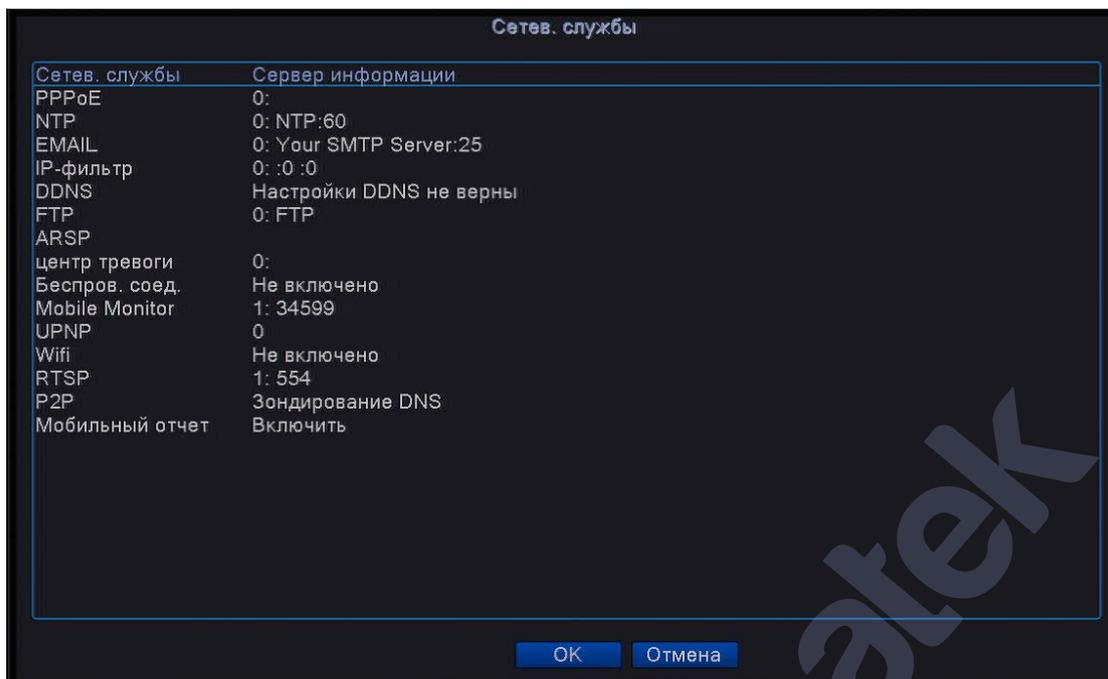 Сетев. службы
Сетев. службы Сервер информации
PPPoE 0:
NTP 0: NTP:60
EMAIL 0: Your SMTP Server:25
IP-фильтр 0: :0 :0
DDNS Настройки DDNS не верны
FTP 0: FTP
ARSP
центр тревоги 0:
Беспров. соед. Не включено
Mobile Monitor 1: 34599
UPNP 0
Wifi Не включено
RTSP 1: 554
P2P Зондирование DNS
Мобильный отчет Включить
OK Отмена
atek